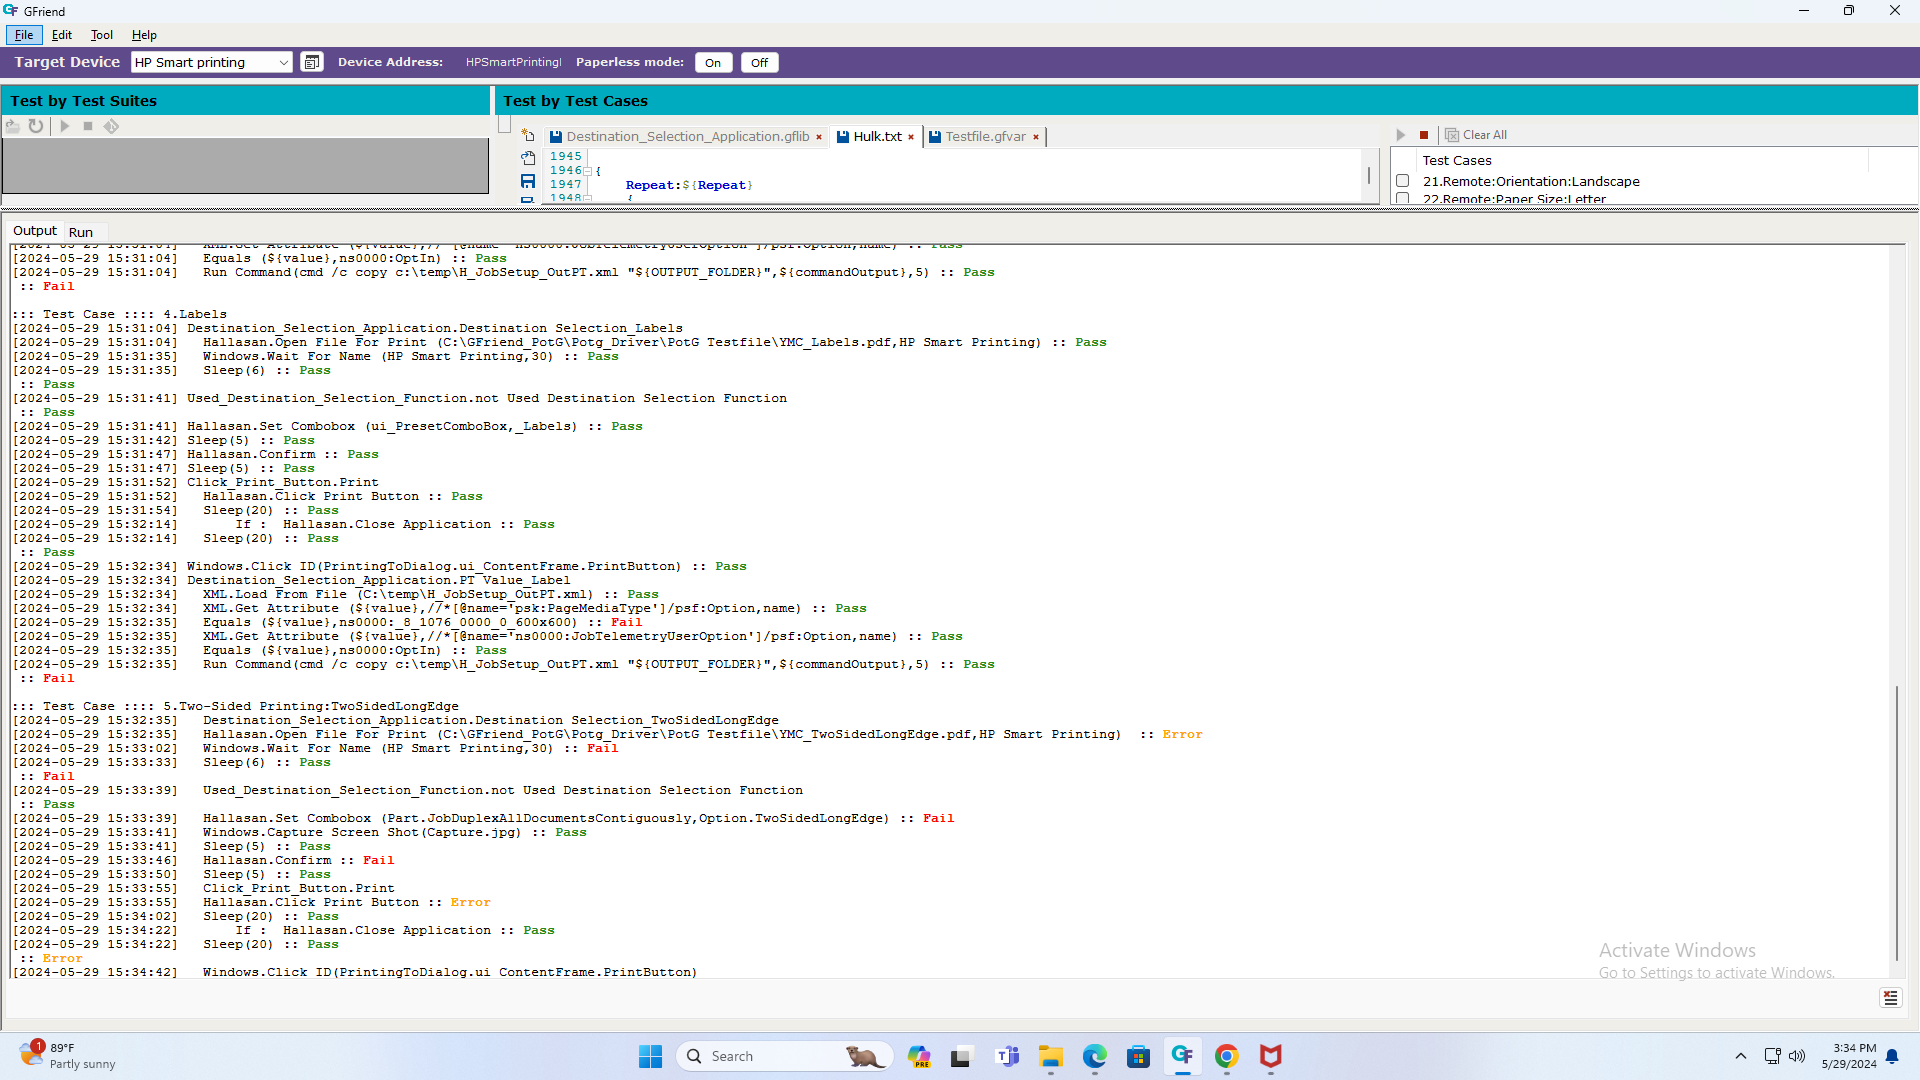 GFriend
File Edit Tool Help
Target Device HP Smart printing Device Address: HPSmartPrintingl Paperless mode: On Off
Test by Test Suites
Test by Test Cases
Destination_Selection_Application.gflib × Hulk.txt × Testfile.gfvar ×
Clear All
1945
1946 {
1947 Repeat:${Repeat}
1948 {
Test Cases
21.Remote:Orientation:Landscape
22.Remote:Paper Size:Letter
Output Run
[2024-05-29 15:31:04] XML.Get Attribute (${value},//*[@name='ns0000:JobTelemetryUserOption']/psf:Option,name) :: Pass
[2024-05-29 15:31:04] Equals (${value},ns0000:OptIn) :: Pass
[2024-05-29 15:31:04] Run Command(cmd /c copy c:\temp\H_JobSetup_OutPT.xml "${OUTPUT_FOLDER}",${commandOutput},5) :: Pass
:: Fail
::: Test Case :::: 4.Labels
[2024-05-29 15:31:04] Destination_Selection_Application.Destination Selection_Labels
[2024-05-29 15:31:04] Hallasan.Open File For Print (C:\GFriend_PotG\Potg_Driver\PotG Testfile\YMC_Labels.pdf,HP Smart Printing) :: Pass
[2024-05-29 15:31:35] Windows.Wait For Name (HP Smart Printing,30) :: Pass
[2024-05-29 15:31:35] Sleep(6) :: Pass
:: Pass
[2024-05-29 15:31:41] Used_Destination_Selection_Function.not Used Destination Selection Function
:: Pass
[2024-05-29 15:31:41] Hallasan.Set Combobox (ui_PresetComboBox,_Labels) :: Pass
[2024-05-29 15:31:42] Sleep(5) :: Pass
[2024-05-29 15:31:47] Hallasan.Confirm :: Pass
[2024-05-29 15:31:47] Sleep(5) :: Pass
[2024-05-29 15:31:52] Click_Print_Button.Print
[2024-05-29 15:31:52] Hallasan.Click Print Button :: Pass
[2024-05-29 15:31:54] Sleep(20) :: Pass
[2024-05-29 15:32:14] If : Hallasan.Close Application :: Pass
[2024-05-29 15:32:14] Sleep(20) :: Pass
:: Pass
[2024-05-29 15:32:34] Windows.Click ID(PrintingToDialog.ui_ContentFrame.PrintButton) :: Pass
[2024-05-29 15:32:34] Destination_Selection_Application.PT Value_Label
[2024-05-29 15:32:34] XML.Load From File (C:\temp\H_JobSetup_OutPT.xml) :: Pass
[2024-05-29 15:32:34] XML.Get Attribute (${value},//*[@name='psk:PageMediaType']/psf:Option,name) :: Pass
[2024-05-29 15:32:35] Equals (${value},ns0000:_8_1076_0000_0_600x600) :: Fail
[2024-05-29 15:32:35] XML.Get Attribute (${value},//*[@name='ns0000:JobTelemetryUserOption']/psf:Option,name) :: Pass
[2024-05-29 15:32:35] Equals (${value},ns0000:OptIn) :: Pass
[2024-05-29 15:32:35] Run Command(cmd /c copy c:\temp\H_JobSetup_OutPT.xml "${OUTPUT_FOLDER}",${commandOutput},5) :: Pass
:: Fail
::: Test Case :::: 5.Two-Sided Printing:TwoSidedLongEdge
[2024-05-29 15:32:35] Destination_Selection_Application.Destination Selection_TwoSidedLongEdge
[2024-05-29 15:32:35] Hallasan.Open File For Print (C:\GFriend_PotG\Potg_Driver\PotG Testfile\YMC_TwoSidedLongEdge.pdf,HP Smart Printing) :: Error
[2024-05-29 15:33:02] Windows.Wait For Name (HP Smart Printing,30) :: Fail
[2024-05-29 15:33:33] Sleep(6) :: Pass
:: Fail
[2024-05-29 15:33:39] Used_Destination_Selection_Function.not Used Destination Selection Function
:: Pass
[2024-05-29 15:33:39] Hallasan.Set Combobox (Part.JobDuplexAllDocumentsContiguously,Option.TwoSidedLongEdge) :: Fail
[2024-05-29 15:33:41] Windows.Capture Screen Shot(Capture.jpg) :: Pass
[2024-05-29 15:33:41] Sleep(5) :: Pass
[2024-05-29 15:33:46] Hallasan.Confirm :: Fail
[2024-05-29 15:33:50] Sleep(5) :: Pass
[2024-05-29 15:33:55] Click_Print_Button.Print
[2024-05-29 15:33:55] Hallasan.Click Print Button :: Error
[2024-05-29 15:34:02] Sleep(20) :: Pass
[2024-05-29 15:34:22] If : Hallasan.Close Application :: Pass
[2024-05-29 15:34:22] Sleep(20) :: Pass
:: Error
[2024-05-29 15:34:42] Windows.Click ID(PrintingToDialog.ui_ContentFrame.PrintButton)
Activate Windows
Go to Settings to activate Windows.
1
89°F
Partly sunny
Search
PRE
3:34 PM
5/29/2024